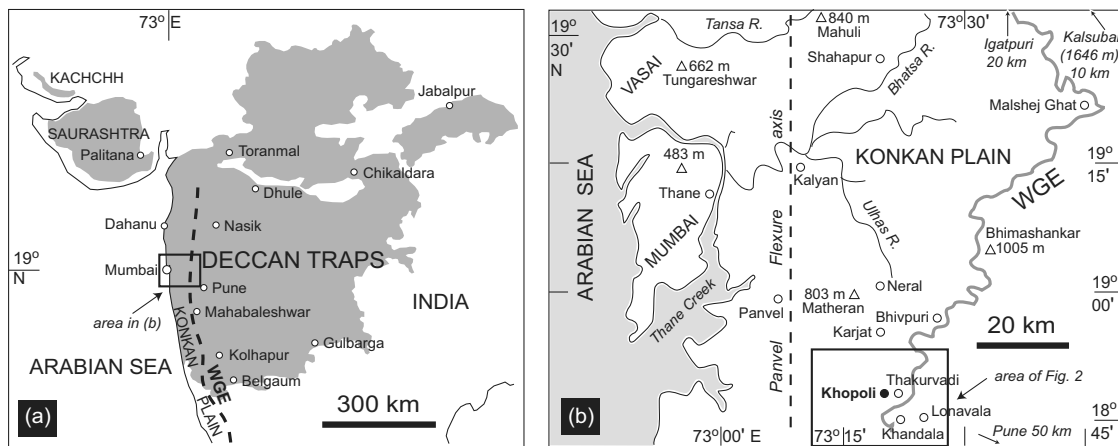 73° E
KACHCHH
SAURASHTRA
Palitana
Jabalpur
Toranmal
Chikaldara
Dhule
Dahanu
Nasik
19°
N
Mumbai
DECCAN TRAPS
Pune
INDIA
area in (b)
Mahabaleshwar
KONKAN
PLAIN
WGE
ARABIAN SEA
Kolhapur
Gulbarga
Belgaum
(a)
300 km
19°
30'
N
Tansa R.
840 m
Mahuli
73° 30'
Igatpuri
20 km
Kalsubai
(1646 m)
10 km
VASAI
662 m
Tungareshwar
Shahapur
Bhatsa R.
Malshej Ghat
axis
483 m
KONKAN PLAIN
19°
15'
Kalyan
Thane
WGE
ARABIAN SEA
MUMBAI
Ulhas R.
Flexure
Bhimashankar
1005 m
Thane Creek
Neral
19°
00'
803 m
Matheran
Panvel
Bhivpuri
Karjat
20 km
Panvel
Thakurvadi
area of Fig. 2
Khopoli
Lonavala
Khandala
18°
45'
(b)
73° 00' E
73° 15'
Pune 50 km